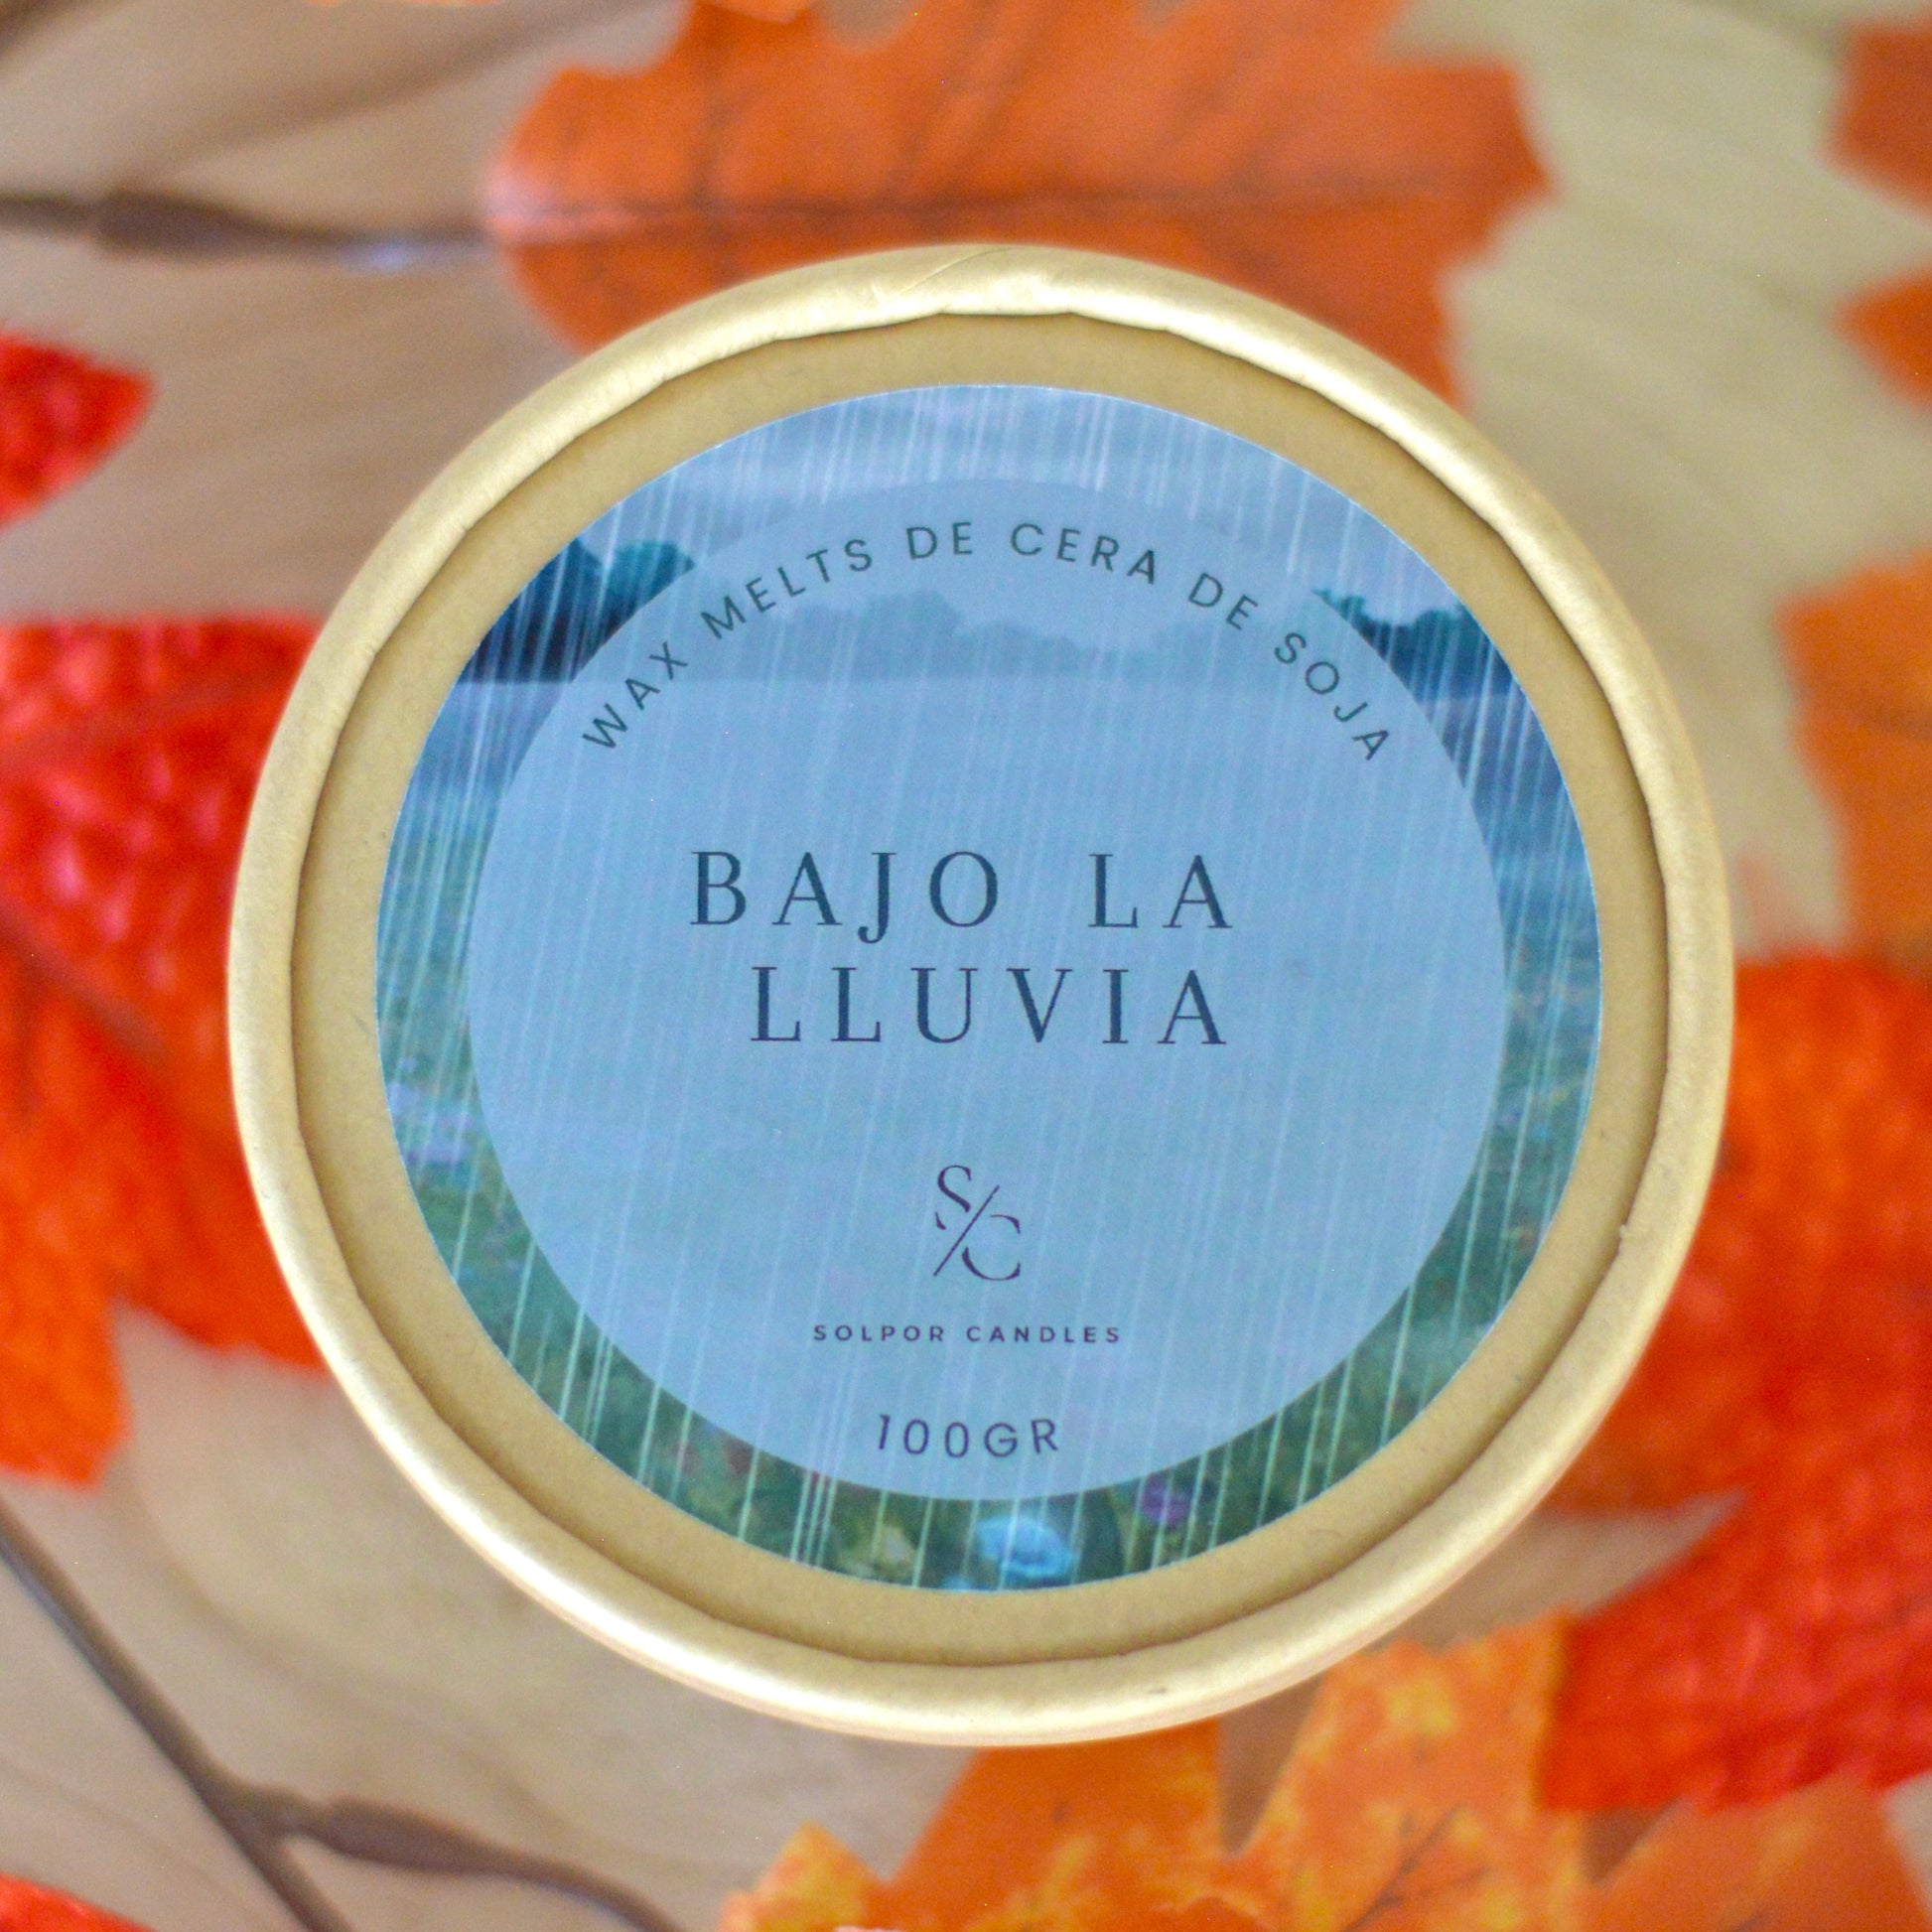 WAX MELTS DE CERA DE SOJA
BAJO LA
LLUVIA
S/C
SOLPOR CANDLES
100GR